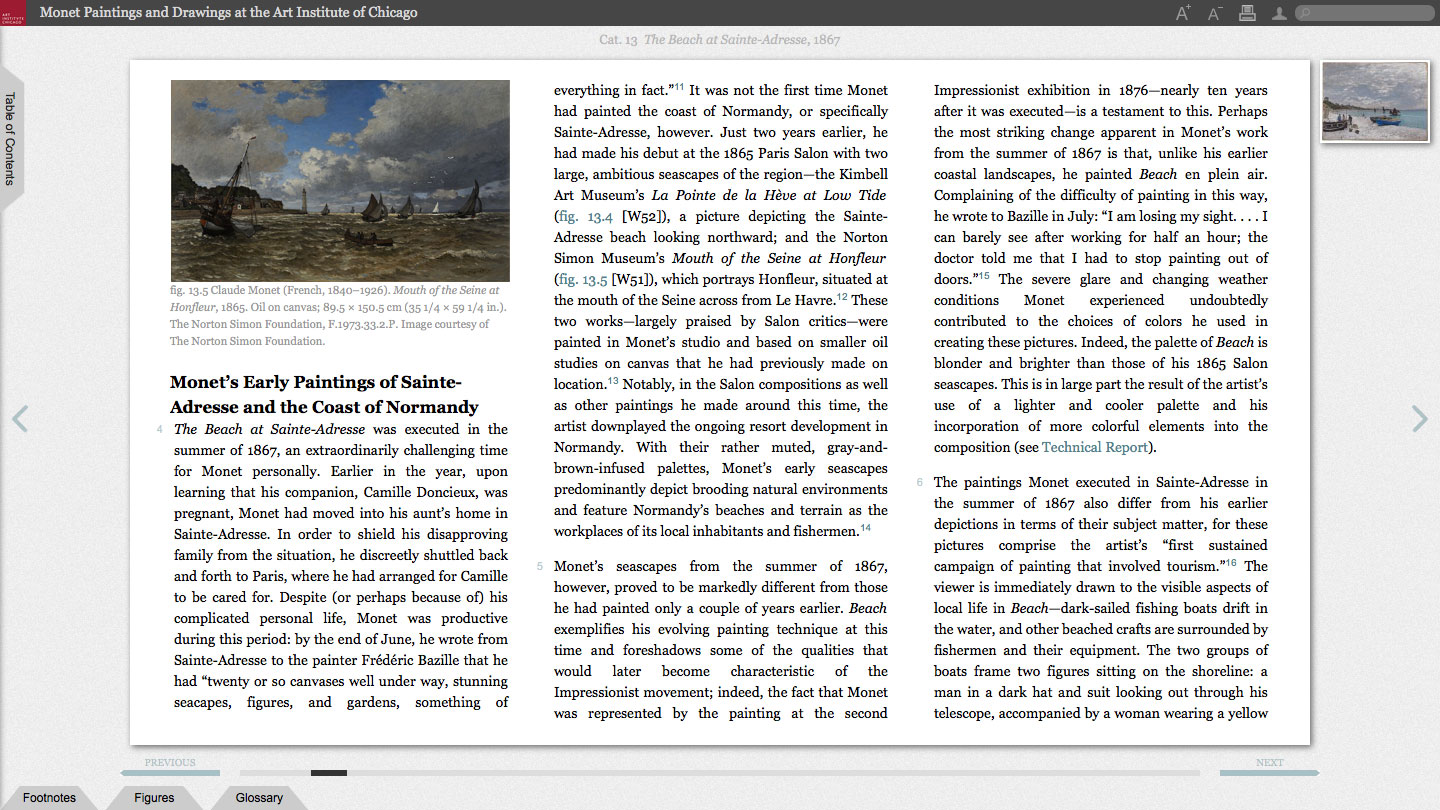 ART
INSTITVTE
CHICAGO
Monet Paintings and Drawings at the Art Institute of Chicago
A+
A-
Cat. 13 The Beach at Sainte-Adresse, 1867
Table of Contents
fig. 13.5 Claude Monet (French, 1840–1926). Mouth of the Seine at
Honfleur, 1865. Oil on canvas; 89.5 × 150.5 cm (35 1/4 × 59 1/4 in.).
The Norton Simon Foundation, F.1973.33.2.P. Image courtesy of
The Norton Simon Foundation.
Monet’s Early Paintings of Sainte-
Adresse and the Coast of Normandy
4 The Beach at Sainte-Adresse was executed in the
summer of 1867, an extraordinarily challenging time
for Monet personally. Earlier in the year, upon
learning that his companion, Camille Doncieux, was
pregnant, Monet had moved into his aunt’s home in
Sainte-Adresse. In order to shield his disapproving
family from the situation, he discreetly shuttled back
and forth to Paris, where he had arranged for Camille
to be cared for. Despite (or perhaps because of) his
complicated personal life, Monet was productive
during this period: by the end of June, he wrote from
Sainte-Adresse to the painter Frédéric Bazille that he
had “twenty or so canvases well under way, stunning
seacapes, figures, and gardens, something of
everything in fact.”11 It was not the first time Monet
had painted the coast of Normandy, or specifically
Sainte-Adresse, however. Just two years earlier, he
had made his debut at the 1865 Paris Salon with two
large, ambitious seascapes of the region—the Kimbell
Art Museum’s La Pointe de la Hève at Low Tide
(fig. 13.4 [W52]), a picture depicting the Sainte-
Adresse beach looking northward; and the Norton
Simon Museum’s Mouth of the Seine at Honfleur
(fig. 13.5 [W51]), which portrays Honfleur, situated at
the mouth of the Seine across from Le Havre.12 These
two works—largely praised by Salon critics—were
painted in Monet’s studio and based on smaller oil
studies on canvas that he had previously made on
location.13 Notably, in the Salon compositions as well
as other paintings he made around this time, the
artist downplayed the ongoing resort development in
Normandy. With their rather muted, gray-and-
brown-infused palettes, Monet’s early seascapes
predominantly depict brooding natural environments
and feature Normandy’s beaches and terrain as the
workplaces of its local inhabitants and fishermen.14
5 Monet’s seascapes from the summer of 1867,
however, proved to be markedly different from those
he had painted only a couple of years earlier. Beach
exemplifies his evolving painting technique at this
time and foreshadows some of the qualities that
would later become characteristic of the
Impressionist movement; indeed, the fact that Monet
was represented by the painting at the second
Impressionist exhibition in 1876—nearly ten years
after it was executed—is a testament to this. Perhaps
the most striking change apparent in Monet’s work
from the summer of 1867 is that, unlike his earlier
coastal landscapes, he painted Beach en plein air.
Complaining of the difficulty of painting in this way,
he wrote to Bazille in July: “I am losing my sight. . . . I
can barely see after working for half an hour; the
doctor told me that I had to stop painting out of
doors.”15 The severe glare and changing weather
conditions Monet experienced undoubtedly
contributed to the choices of colors he used in
creating these pictures. Indeed, the palette of Beach is
blonder and brighter than those of his 1865 Salon
seascapes. This is in large part the result of the artist’s
use of a lighter and cooler palette and his
incorporation of more colorful elements into the
composition (see Technical Report).
6 The paintings Monet executed in Sainte-Adresse in
the summer of 1867 also differ from his earlier
depictions in terms of their subject matter, for these
pictures comprise the artist’s “first sustained
campaign of painting that involved tourism.”16 The
viewer is immediately drawn to the visible aspects of
local life in Beach—dark-sailed fishing boats drift in
the water, and other beached crafts are surrounded by
fishermen and their equipment. The two groups of
boats frame two figures sitting on the shoreline: a
man in a dark hat and suit looking out through his
telescope, accompanied by a woman wearing a yellow
PREVIOUS
NEXT
Footnotes
Figures
Glossary